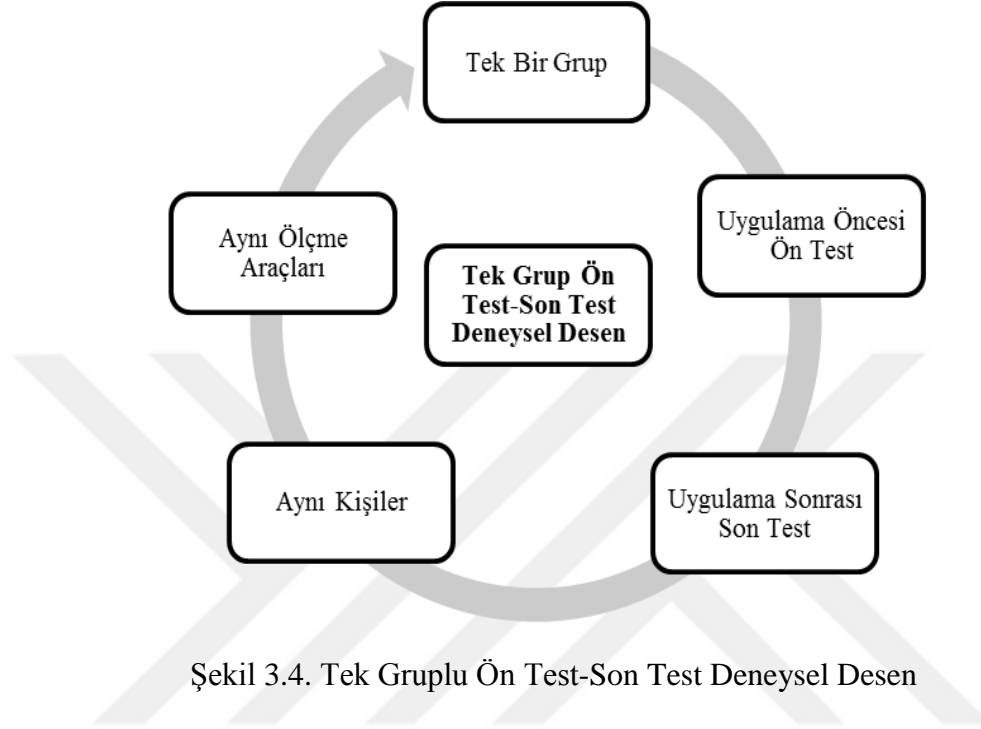 Tek Bir Grup
Uygulama Öncesi
Ön Test
Aynı Ölçme
Araçları
Tek Grup Ön
Test-Son Test
Deneysel Desen
Uygulama Sonrası
Son Test
Aynı Kişiler
Şekil 3.4. Tek Gruplu Ön Test-Son Test Deneysel Desen